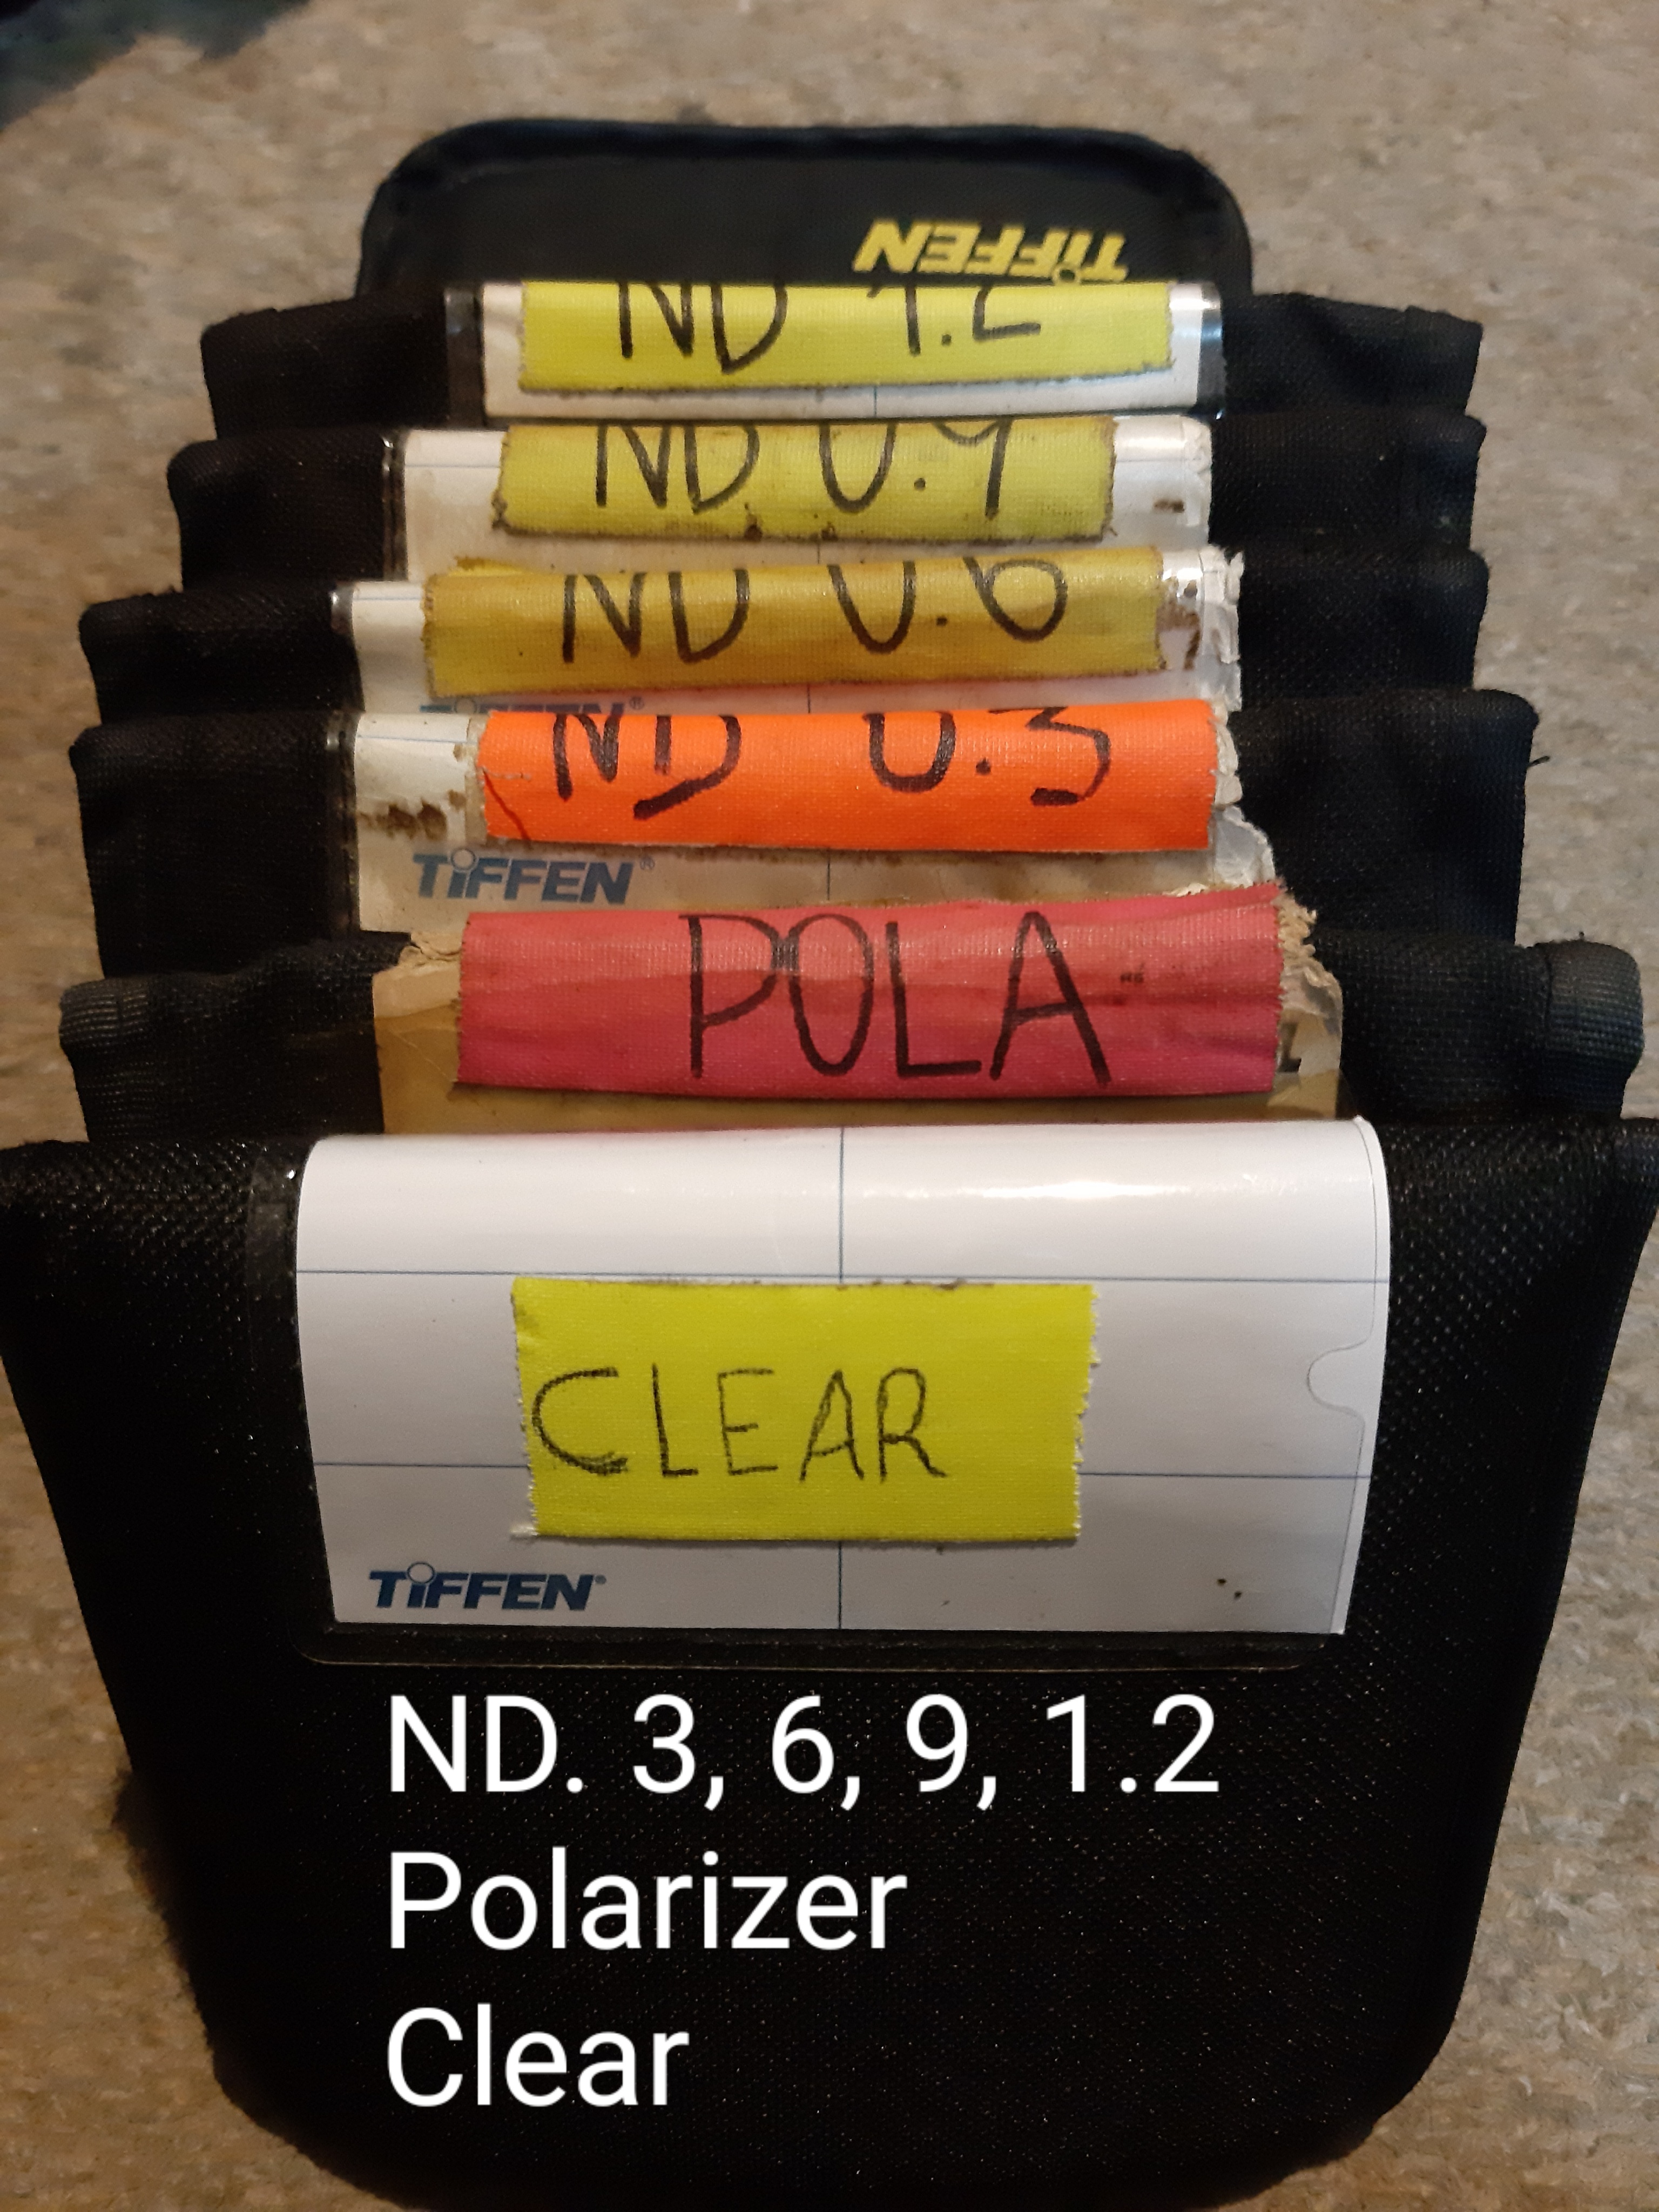 TIFFEN
ND 1.2
ND 0.9
ND 0.6
ND 0.3
TIFFEN®
POLA
CLEAR
TIFFEN®
ND. 3, 6, 9, 1.2
Polarizer
Clear